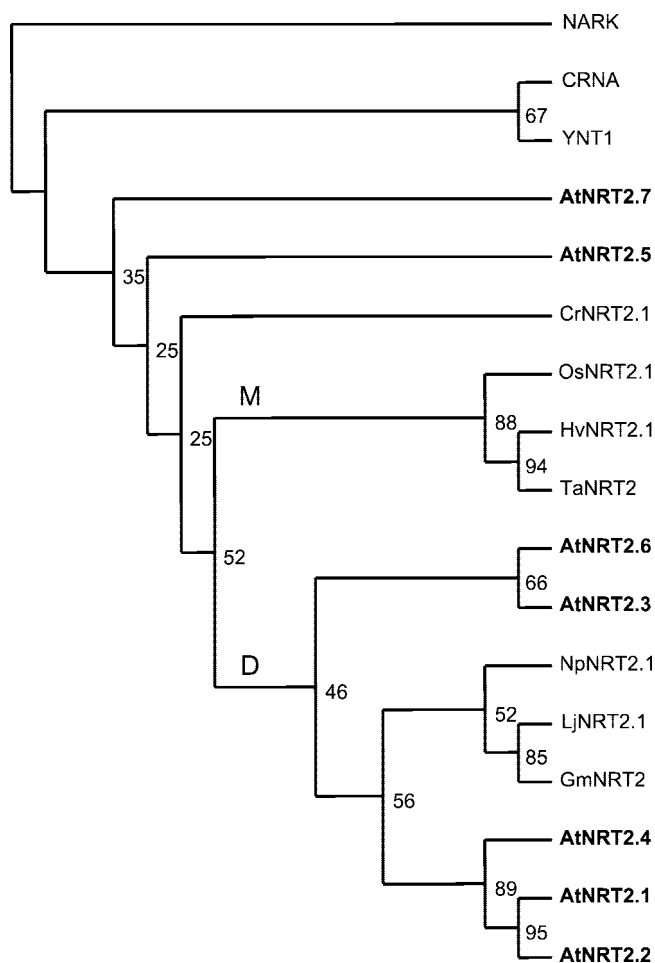 NARK
CRNA
67
YNT1
AtNRT2.7
35
AtNRT2.5
25
CrNRT2.1
25
M
OsNRT2.1
88
HvNRT2.1
94
TaNRT2
52
AtNRT2.6
66
AtNRT2.3
D
46
NpNRT2.1
52
LjNRT2.1
85
GmNRT2
56
AtNRT2.4
89
AtNRT2.1
95
AtNRT2.2